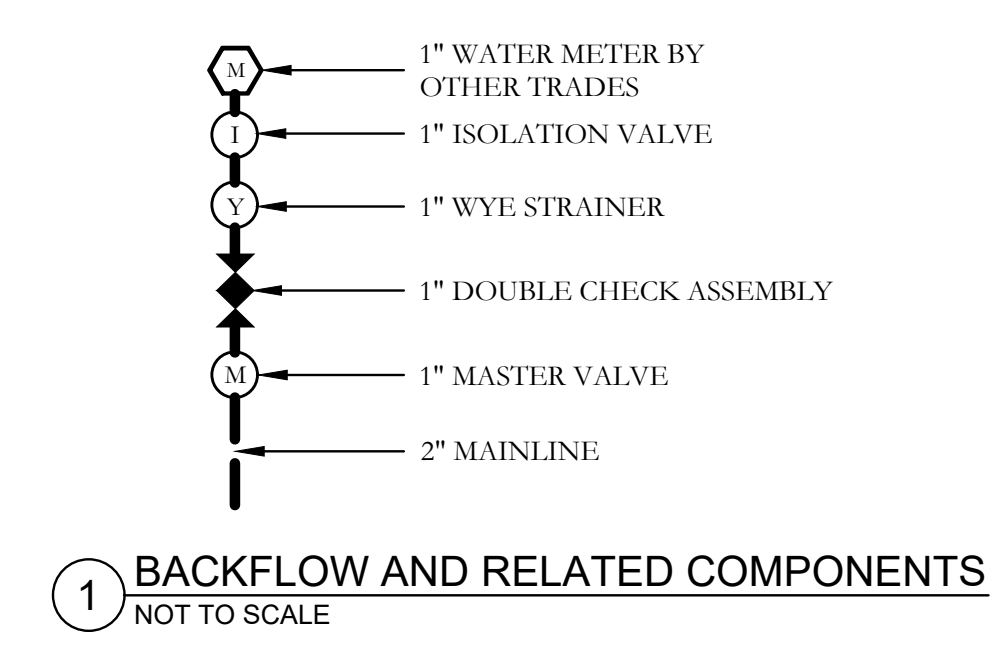 M
1" WATER METER BY
OTHER TRADES
I
1" ISOLATION VALVE
Y
1" WYE STRAINER
1" DOUBLE CHECK ASSEMBLY
M
1" MASTER VALVE
2" MAINLINE
1
BACKFLOW AND RELATED COMPONENTS
NOT TO SCALE